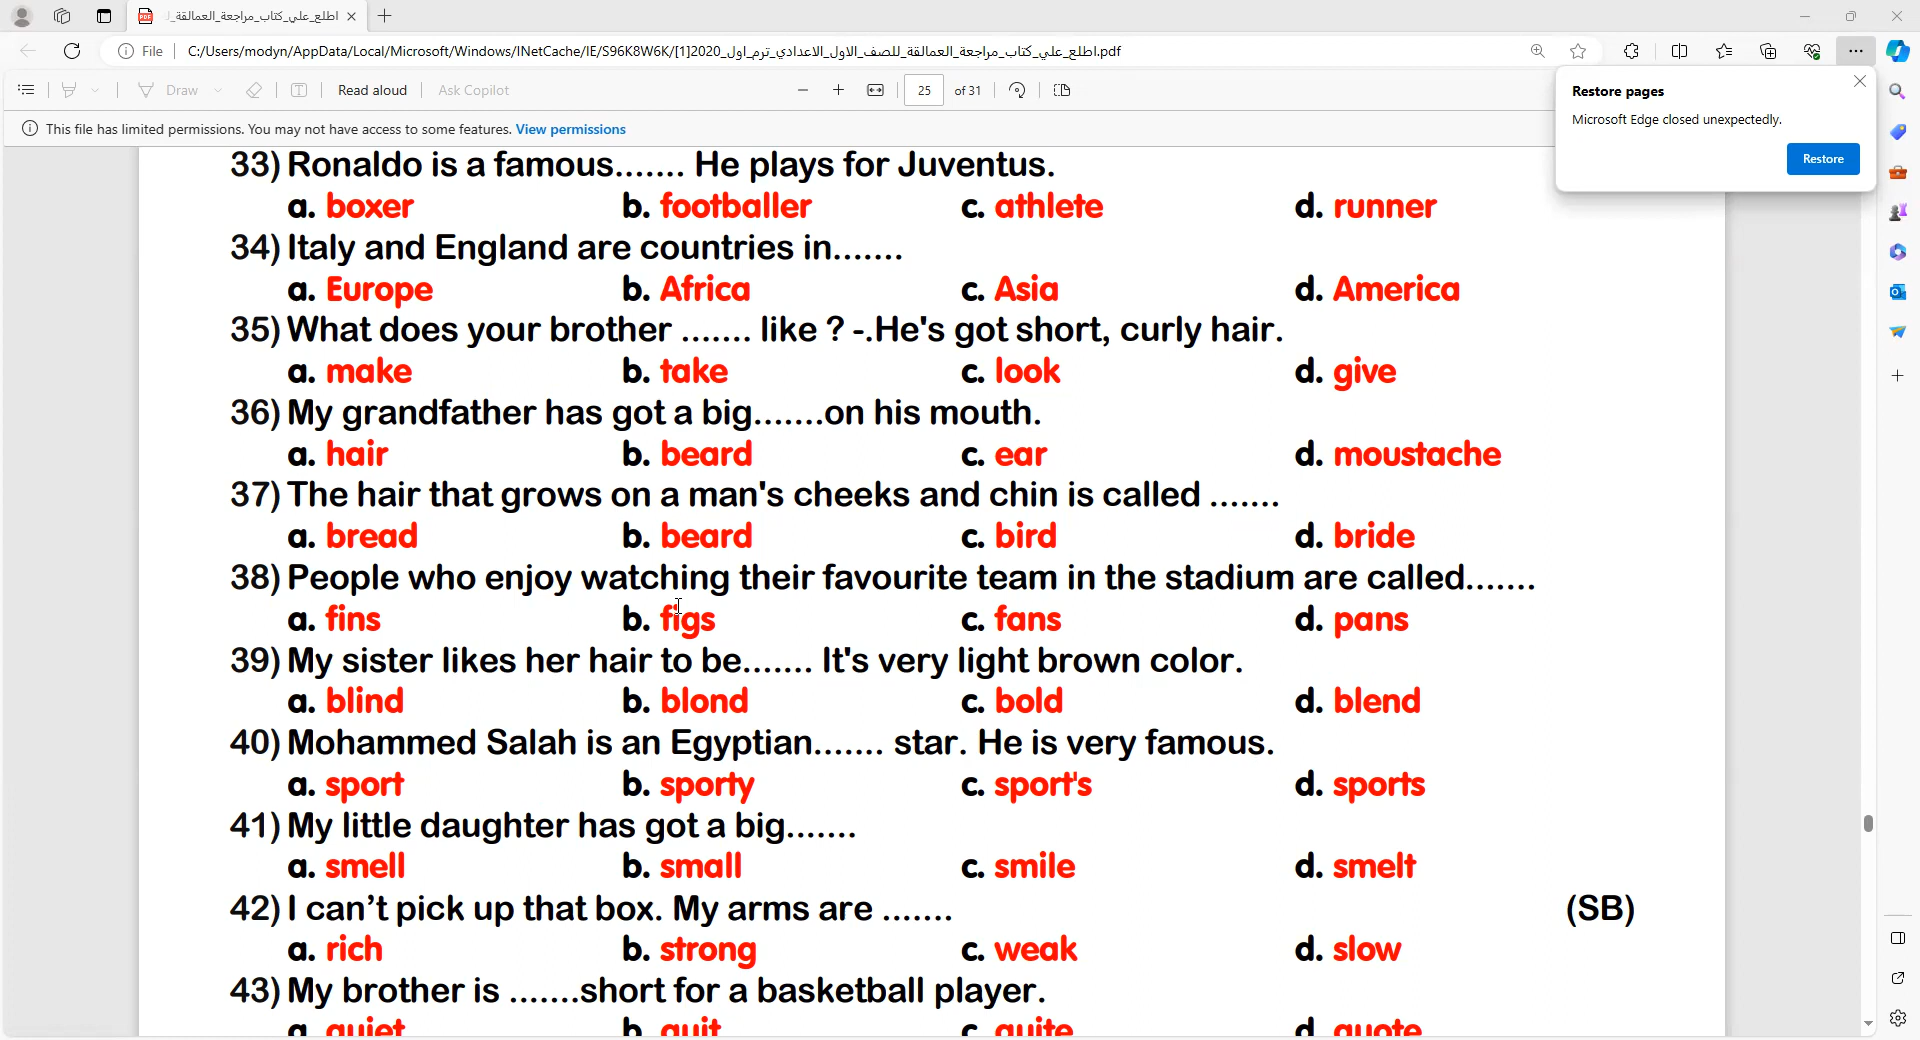 اطلع_علي_كتاب_مراجعة_العمالقة_لل
File C:/Users/modyn/AppData/Local/Microsoft/Windows/INetCache/IE/S96K8W6K/[1]2020_اطلع_علي_كتاب_مراجعة_العمالقة_للصف_الاول_الاعدادي_ترم_اول.pdf
Draw Read aloud Ask Copilot 25 of 31
This file has limited permissions. You may not have access to some features. View permissions
Restore pages
Microsoft Edge closed unexpectedly.
Restore
33) Ronaldo is a famous....... He plays for Juventus.
a. boxer b. footballer c. athlete d. runner
34) Italy and England are countries in.......
a. Europe b. Africa c. Asia d. America
35) What does your brother ....... like ? -.He's got short, curly hair.
a. make b. take c. look d. give
36) My grandfather has got a big.......on his mouth.
a. hair b. beard c. ear d. moustache
37) The hair that grows on a man's cheeks and chin is called .......
a. bread b. beard c. bird d. bride
38) People who enjoy watching their favourite team in the stadium are called.......
a. fins b. figs c. fans d. pans
39) My sister likes her hair to be....... It's very light brown color.
a. blind b. blond c. bold d. blend
40) Mohammed Salah is an Egyptian....... star. He is very famous.
a. sport b. sporty c. sport's d. sports
41) My little daughter has got a big.......
a. smell b. small c. smile d. smelt
42) I can’t pick up that box. My arms are ....... (SB)
a. rich b. strong c. weak d. slow
43) My brother is .......short for a basketball player.
a. quiet b. quit c. quite d. quote